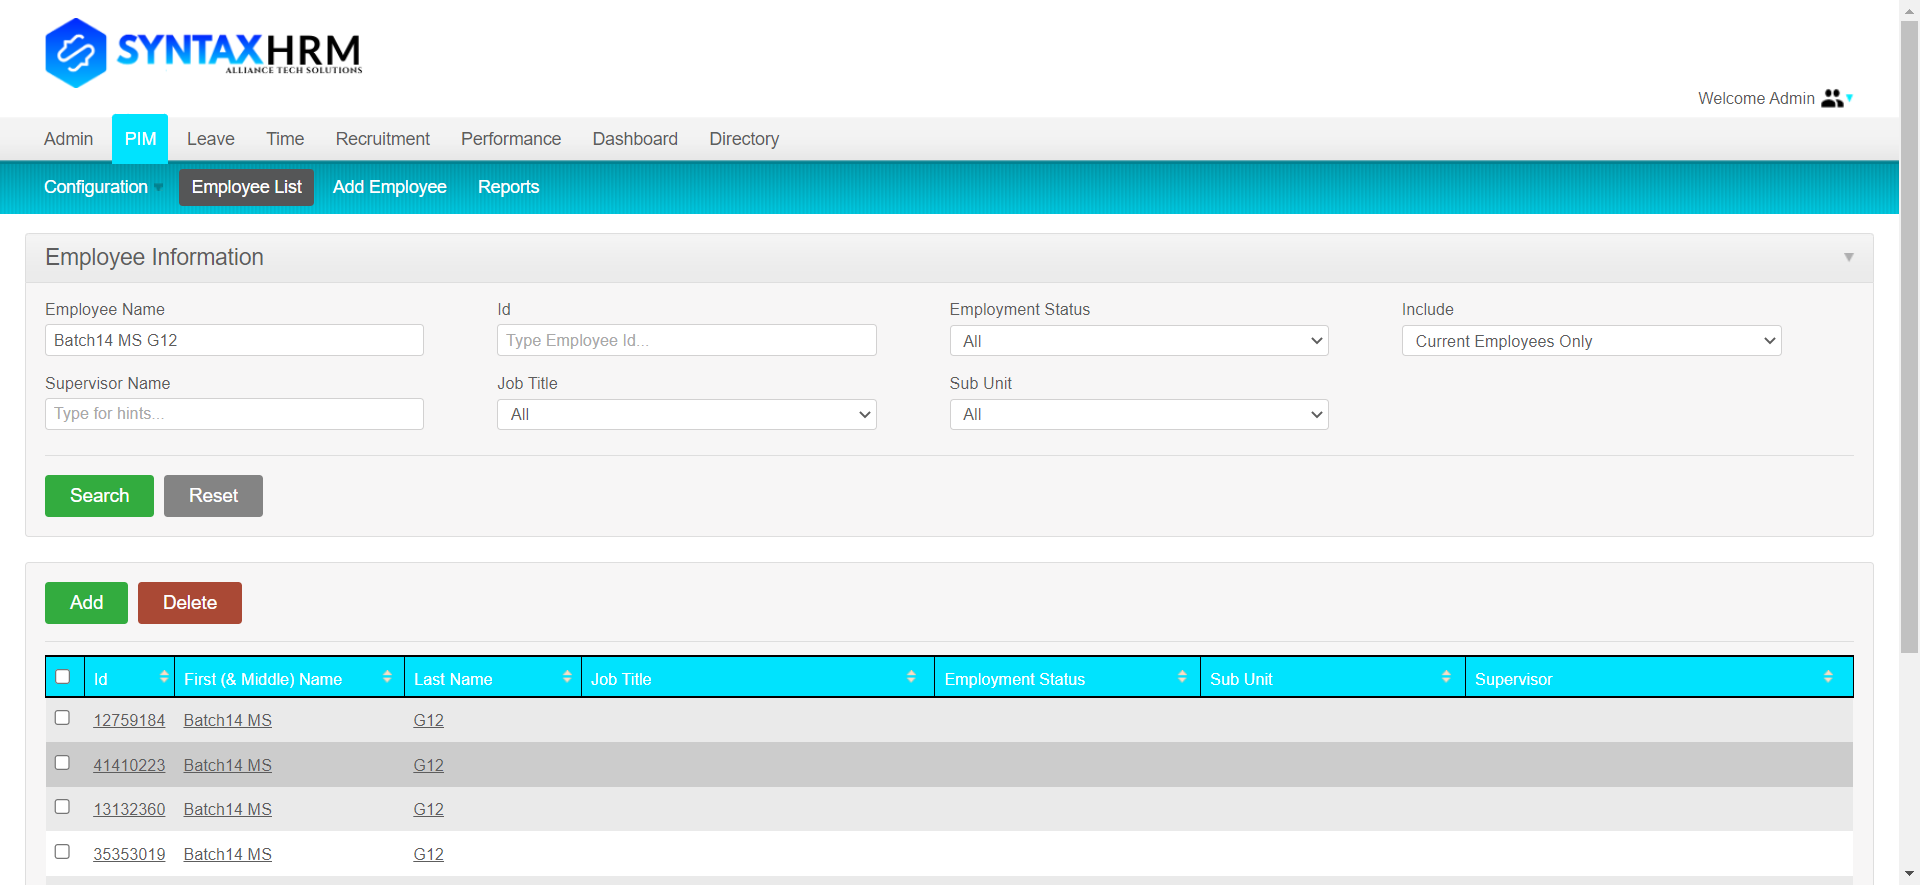 SYNTAXHRM
ALLIANCE TECH SOLUTIONS
Welcome Admin
Admin PIM Leave Time Recruitment Performance Dashboard Directory
Configuration Employee List Add Employee Reports
Employee Information
Employee Name Id Employment Status Include
Batch14 MS G12 Type Employee Id... All Current Employees Only
Supervisor Name Job Title Sub Unit
Type for hints... All All
Search Reset
Add Delete
Id First (& Middle) Name Last Name Job Title Employment Status Sub Unit Supervisor
12759184 Batch14 MS G12
41410223 Batch14 MS G12
13132360 Batch14 MS G12
35353019 Batch14 MS G12